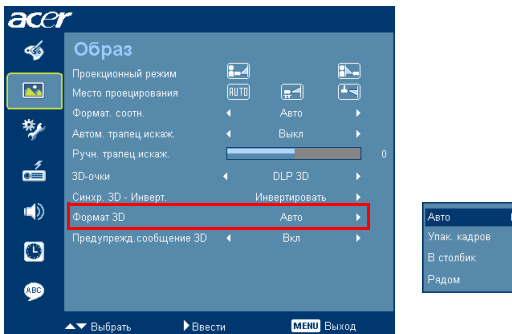 acer
Образ
Проекционный режим
Место проецирования AUTO
Формат. соотн. Авто
Автом. трапец.искаж. Выкл
Ручн. трапец.искаж. 0
3D-очки DLP 3D
Синхр. 3D - Инверт. Инвертировать
Формат 3D Авто
Предупрежд.сообщение 3D Вкл
ABC
Выбрать Ввести MENU Выход
Авто
Упак. кадров
В столбик
Рядом